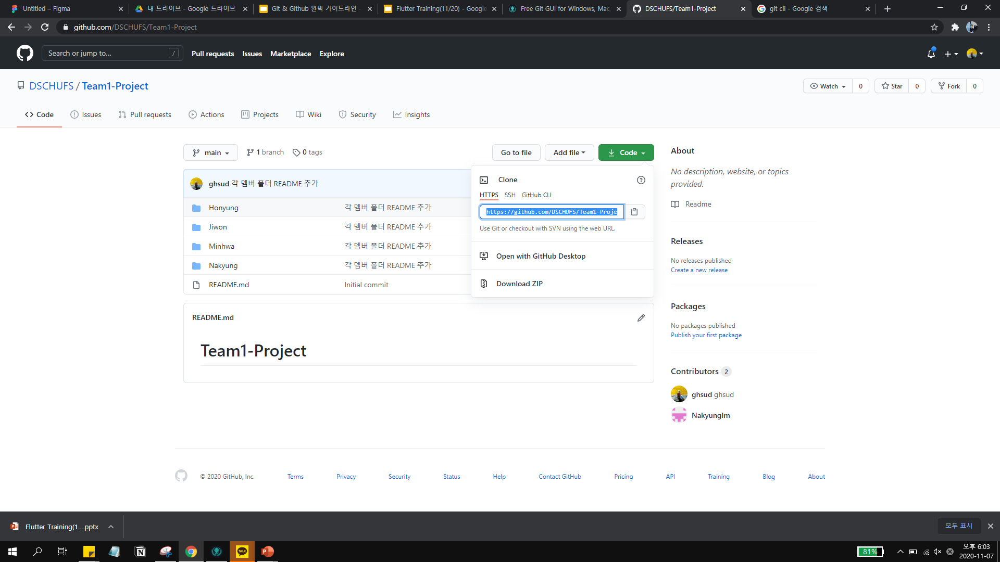 Untitled – Figma
내 드라이브 - Google 드라이브
Git & Github 완벽 가이드라인 -
Flutter Training(11/20) - Google
Free Git GUI for Windows, Mac,
DSCHUFS/Team1-Project
git cli - Google 검색
github.com/DSCHUFS/Team1-Project
Search or jump to...
/
Pull requests
Issues
Marketplace
Explore
DSCHUFS / Team1-Project
Watch
0
Star
0
Fork
0
Code
Issues
Pull requests
Actions
Projects
Wiki
Security
Insights
main
1 branch
0 tags
Go to file
Add file
Code
ghsud 각 멤버 폴더 README 추가
Honyung
각 멤버 폴더 README 추가
Jiwon
각 멤버 폴더 README 추가
Minhwa
각 멤버 폴더 README 추가
Nakyung
각 멤버 폴더 README 추가
README.md
Initial commit
Clone
HTTPS
SSH
GitHub CLI
https://github.com/DSCHUFS/Team1-Proje
Use Git or checkout with SVN using the web URL.
Open with GitHub Desktop
Download ZIP
README.md
Team1-Project
About
No description, website, or topics
provided.
Readme
Releases
No releases published
Create a new release
Packages
No packages published
Publish your first package
Contributors 2
ghsud ghsud
NakyungIm
© 2020 GitHub, Inc.
Terms
Privacy
Security
Status
Help
Contact GitHub
Pricing
API
Training
Blog
About
Flutter Training(1....pptx
모두 표시
TALK
81%
오후 6:03
2020-11-07